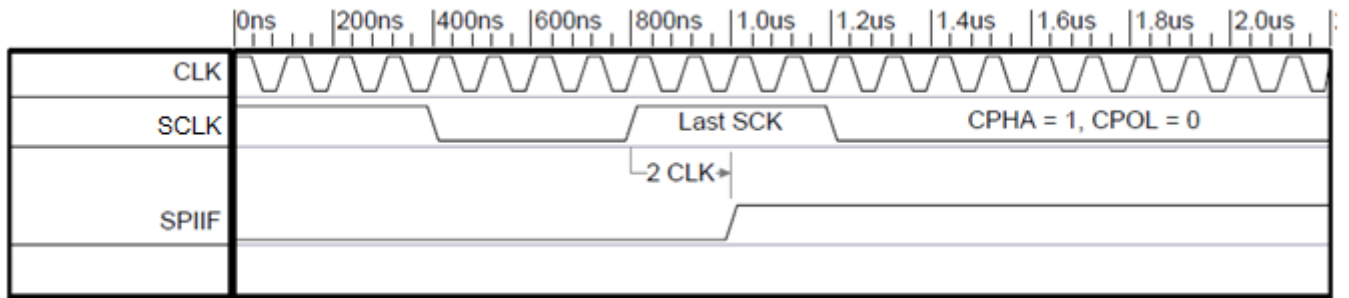 0ns 200ns 400ns 600ns 800ns 1.0us 1.2us 1.4us 1.6us 1.8us 2.0us
CLK
SCLK Last SCK CPHA = 1, CPOL = 0
2 CLK
SPIIF